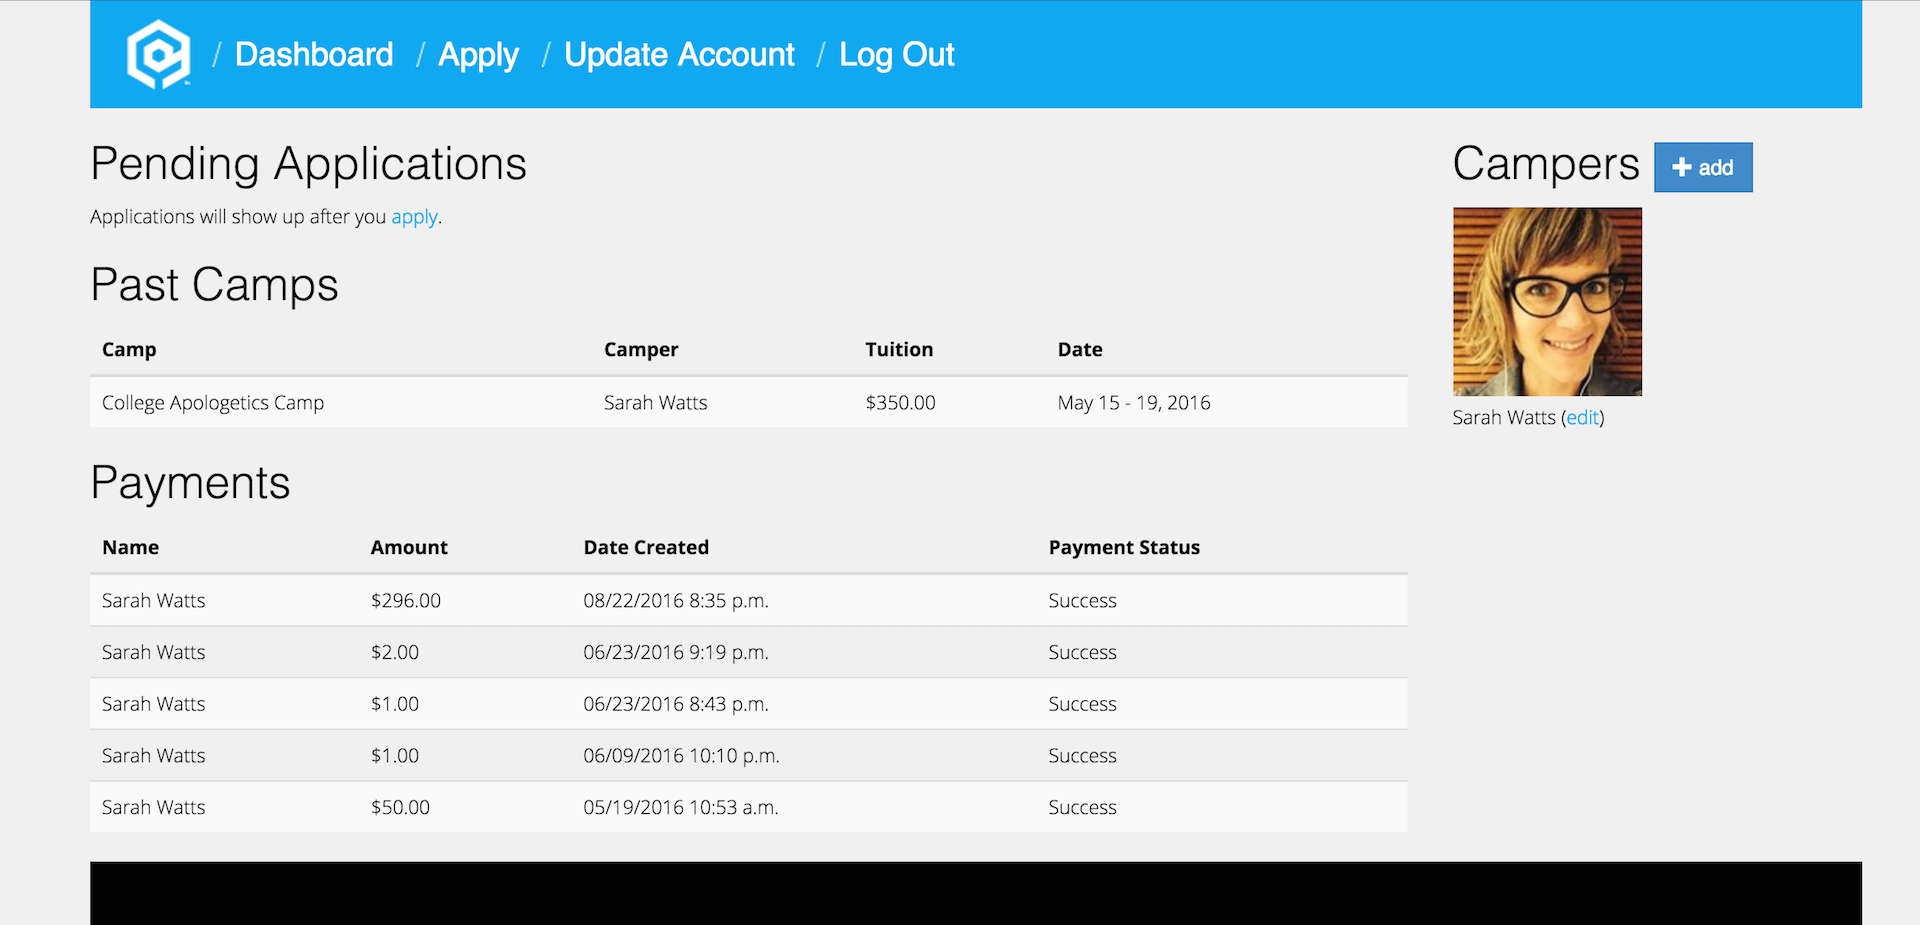 / Dashboard / Apply / Update Account / Log Out
Pending Applications
Applications will show up after you apply.
Past Camps
Camp Camper Tuition Date
College Apologetics Camp Sarah Watts $350.00 May 15 - 19, 2016
Payments
Name Amount Date Created Payment Status
Sarah Watts $296.00 08/22/2016 8:35 p.m. Success
Sarah Watts $2.00 06/23/2016 9:19 p.m. Success
Sarah Watts $1.00 06/23/2016 8:43 p.m. Success
Sarah Watts $1.00 06/09/2016 10:10 p.m. Success
Sarah Watts $50.00 05/19/2016 10:53 a.m. Success
Campers + add
Sarah Watts (edit)